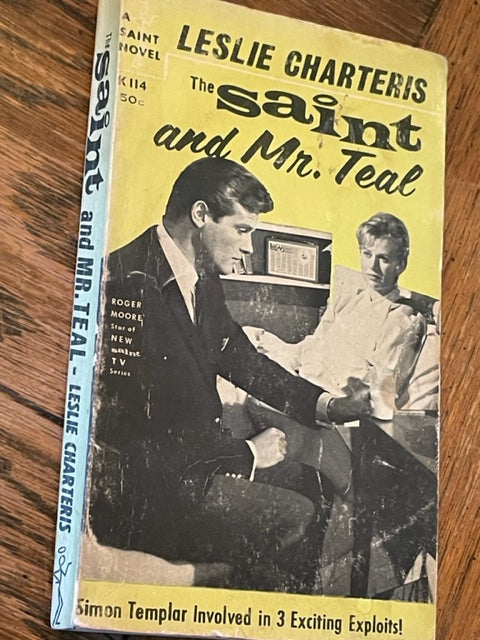 A
SAINT
NOVEL
K114
50c
LESLIE CHARTERIS
The saint
and Mr. Teal
ROGER
MOORE
Star of
NEW
saint
TV
Series
Simon Templar Involved in 3 Exciting Exploits!
The saint and MR. TEAL - LESLIE CHARTERIS